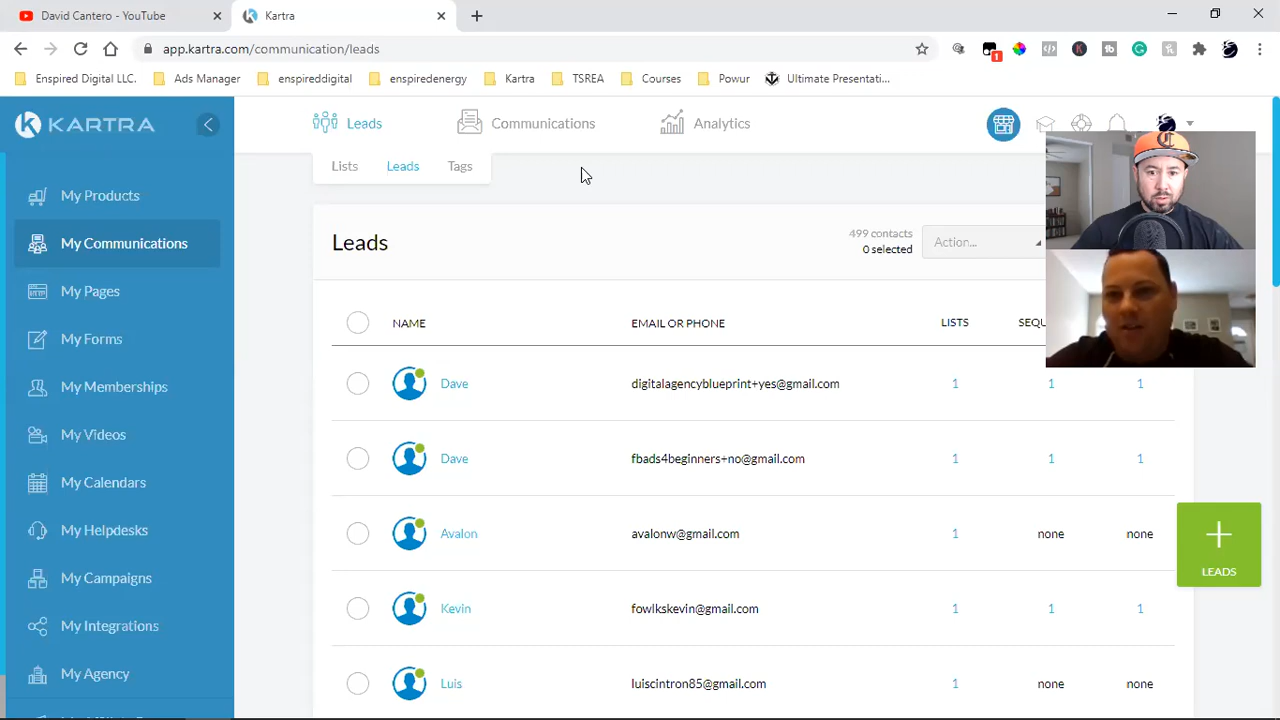 David Cantero - YouTube
Kartra
app.kartra.com/communication/leads
1
Enspired Digital LLC.
Ads Manager
enspireddigital
enspiredenergy
Kartra
TSREA
Courses
Powur
Ultimate Presentati...
KARTRA
Leads
Communications
Analytics
Lists
Leads
Tags
My Products
My Communications
My Pages
My Forms
My Memberships
My Videos
My Calendars
My Helpdesks
My Campaigns
My Integrations
My Agency
Leads
499 contacts
0 selected
Action...
NAME EMAIL OR PHONE LISTS SEQU
Dave digitalagencyblueprint+yes@gmail.com 1 1 1
Dave fbads4beginners+no@gmail.com 1 1 1
Avalon avalonw@gmail.com 1 none none
Kevin fowlkskevin@gmail.com 1 1 1
Luis luiscintron85@gmail.com 1 none none
LEADS